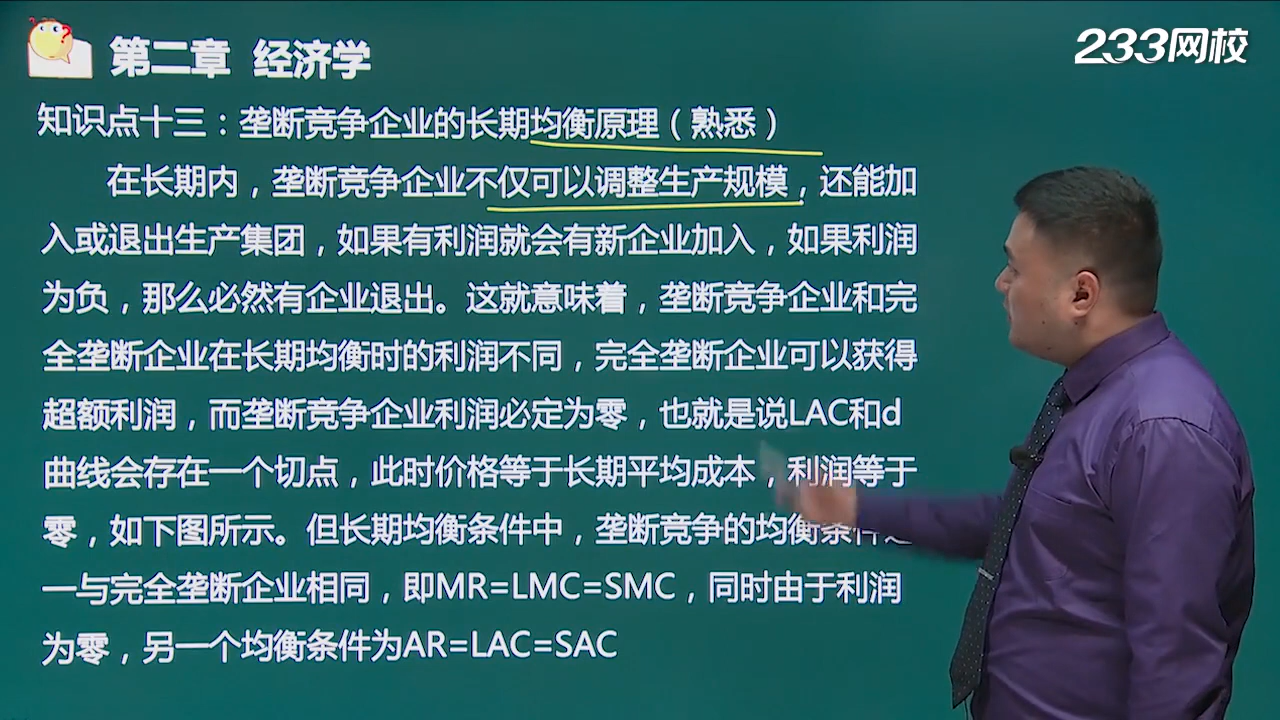 第二章 经济学
233网校
知识点十三：垄断竞争企业的长期均衡原理（熟悉）
在长期内，垄断竞争企业不仅可以调整生产规模，还能加
入或退出生产集团，如果有利润就会有新企业加入，如果利润
为负，那么必然有企业退出。这就意味着，垄断竞争企业和完
全垄断企业在长期均衡时的利润不同，完全垄断企业可以获得
超额利润，而垄断竞争企业利润必定为零，也就是说LAC和d
曲线会存在一个切点，此时价格等于长期平均成本，利润等于
零，如下图所示。但长期均衡条件中，垄断竞争的均衡条件
一与完全垄断企业相同，即MR=LMC=SMC，同时由于利润
为零，另一个均衡条件为AR=LAC=SAC